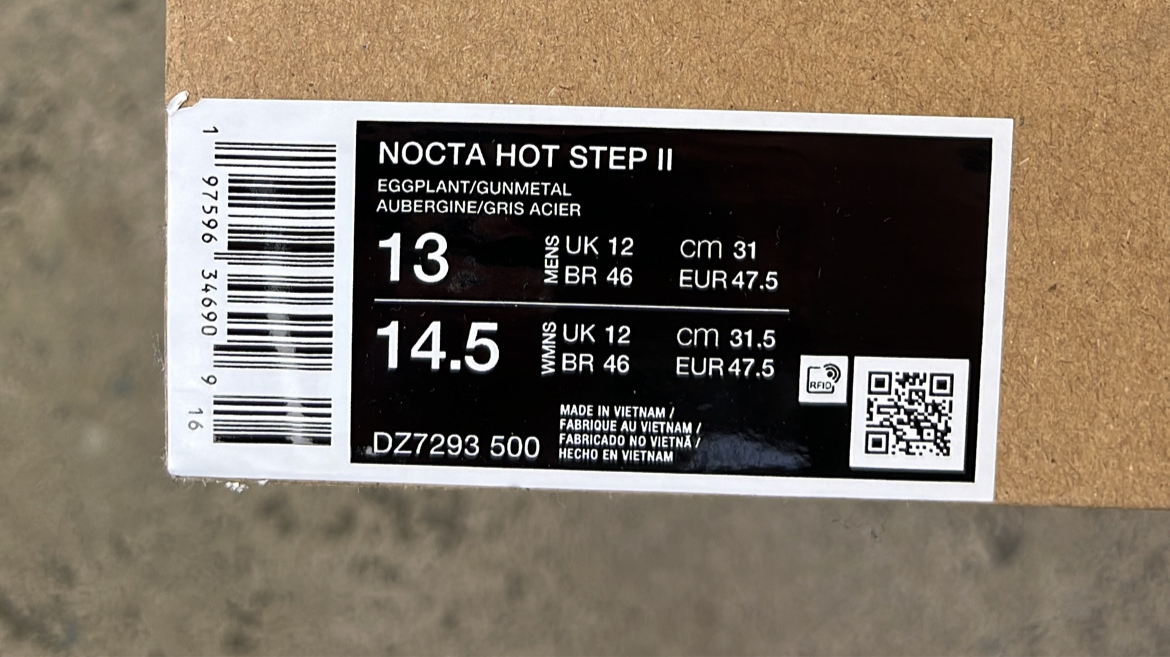 1 97596 34690 9 16
NOCTA HOT STEP II
EGGPLANT/GUNMETAL
AUBERGINE/GRIS ACIER
13 MENS UK 12 cm 31
BR 46 EUR 47.5
14.5 WMNS UK 12 cm 31.5
BR 46 EUR 47.5
RFID
DZ7293 500
MADE IN VIETNAM /
FABRIQUE AU VIETNAM /
FABRICADO NO VIETNÃ /
HECHO EN VIETNAM